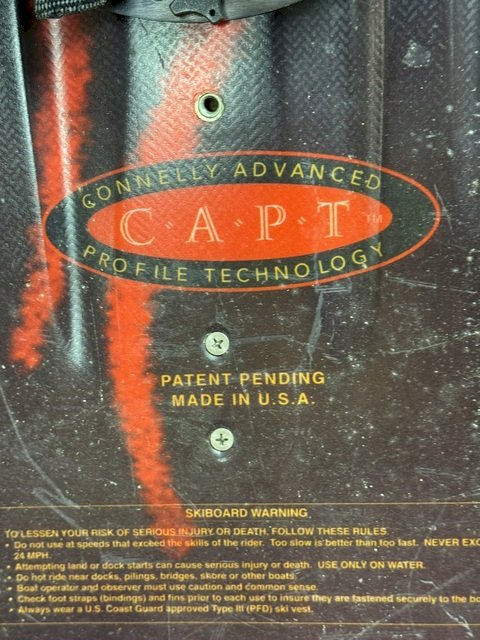 CONNELLY ADVANCED
C·A·P·T™
PROFILE TECHNOLOGY
PATENT PENDING
MADE IN U.S.A.
SKIBOARD WARNING
TO LESSEN YOUR RISK OF SERIOUS INJURY OR DEATH, FOLLOW THESE RULES.
• Do not use at speeds that exceed the skills of the rider. Too slow is better than too fast. NEVER EXC
24 MPH.
• Attempting land or dock starts can cause serious injury or death. USE ONLY ON WATER.
• Do not ride near docks, pilings, bridges, shore or other boats.
• Boat operator and observer must use caution and common sense.
• Check foot straps (bindings) and fins prior to each use to insure they are fastened securely to the bo
• Always wear a U.S. Coast Guard approved Type III (PFD) ski vest.